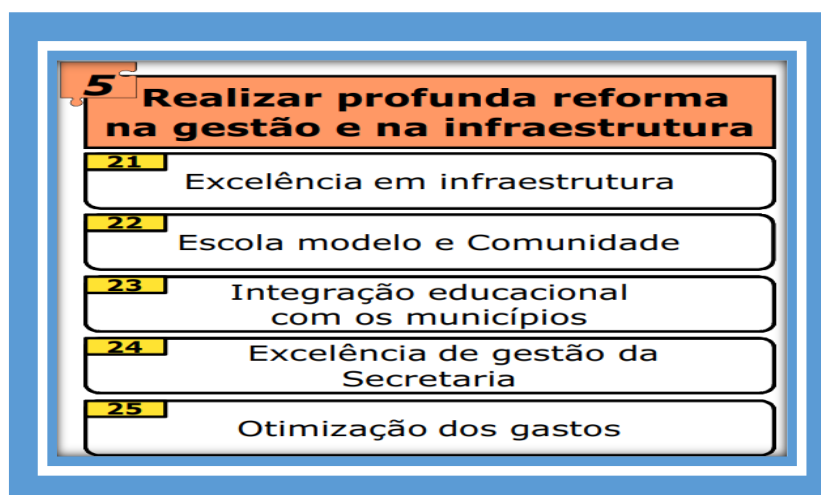 5
Realizar profunda reforma
na gestão e na infraestrutura
21
Excelência em infraestrutura
22
Escola modelo e Comunidade
23
Integração educacional
com os municípios
24
Excelência de gestão da
Secretaria
25
Otimização dos gastos